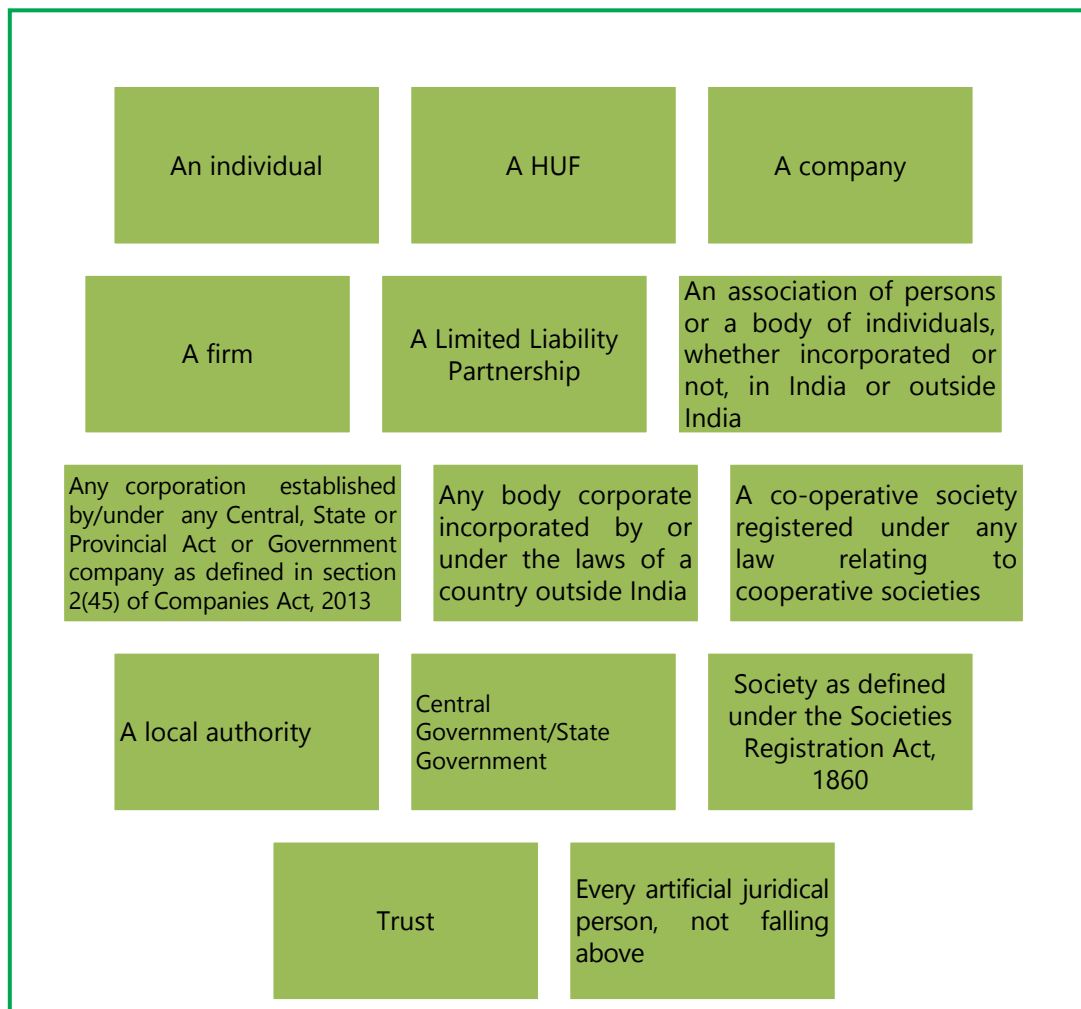 An individual
A HUF
A company
A firm
A Limited Liability
Partnership
An association of persons
or a body of individuals,
whether incorporated or
not, in India or outside
India
Any corporation established
by/under any Central, State or
Provincial Act or Government
company as defined in section
2(45) of Companies Act, 2013
Any body corporate
incorporated by or
under the laws of a
country outside India
A co-operative society
registered under any
law relating to
cooperative societies
A local authority
Central
Government/State
Government
Society as defined
under the Societies
Registration Act,
1860
Trust
Every artificial juridical
person, not falling
above